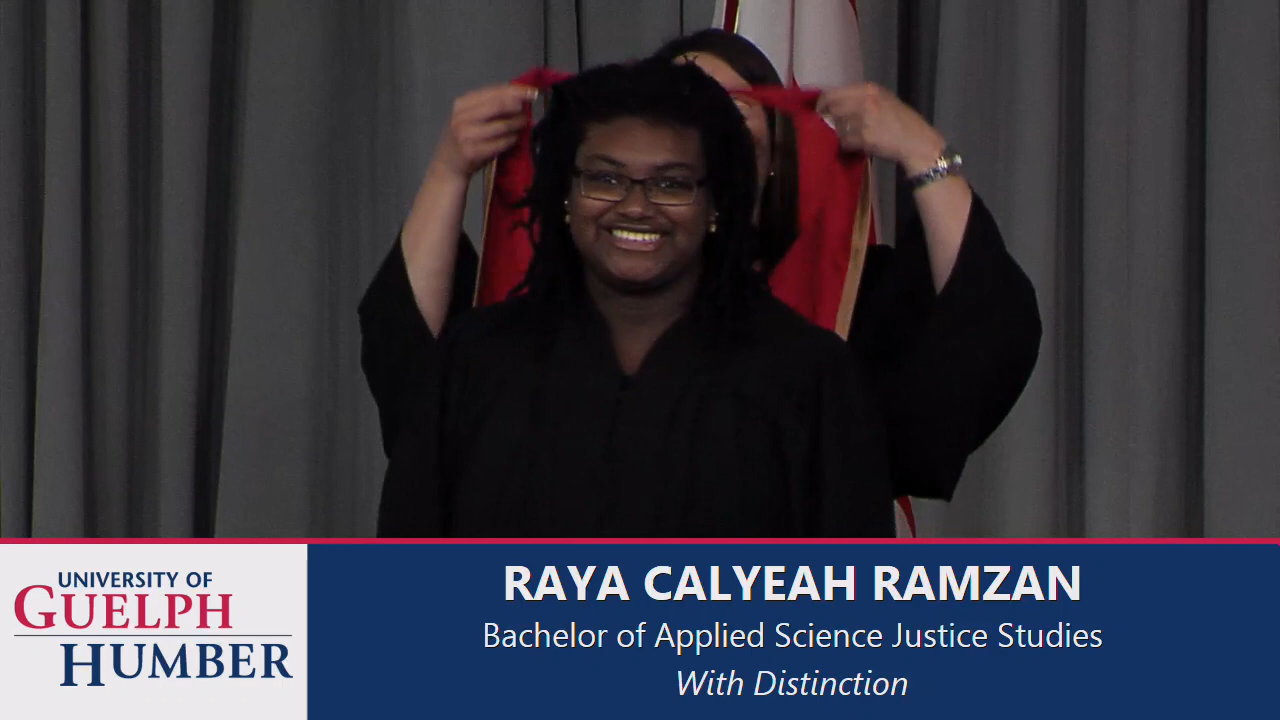 UNIVERSITY OF
GUELPH
HUMBER
RAYA CALYEAH RAMZAN
Bachelor of Applied Science Justice Studies
With Distinction